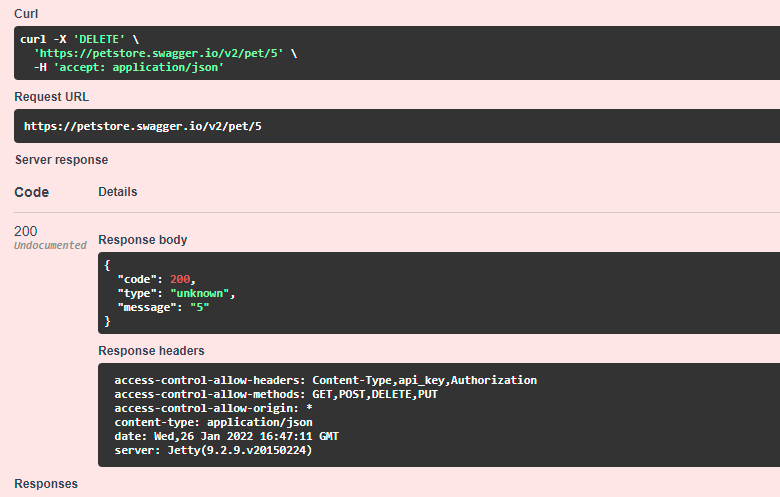 Curl
curl -X 'DELETE' \
'https://petstore.swagger.io/v2/pet/5' \
-H 'accept: application/json'
Request URL
https://petstore.swagger.io/v2/pet/5
Server response
Code Details
200
Undocumented
Response body
{
"code": 200,
"type": "unknown",
"message": "5"
}
Response headers
access-control-allow-headers: Content-Type,api_key,Authorization
access-control-allow-methods: GET,POST,DELETE,PUT
access-control-allow-origin: *
content-type: application/json
date: Wed,26 Jan 2022 16:47:11 GMT
server: Jetty(9.2.9.v20150224)
Responses